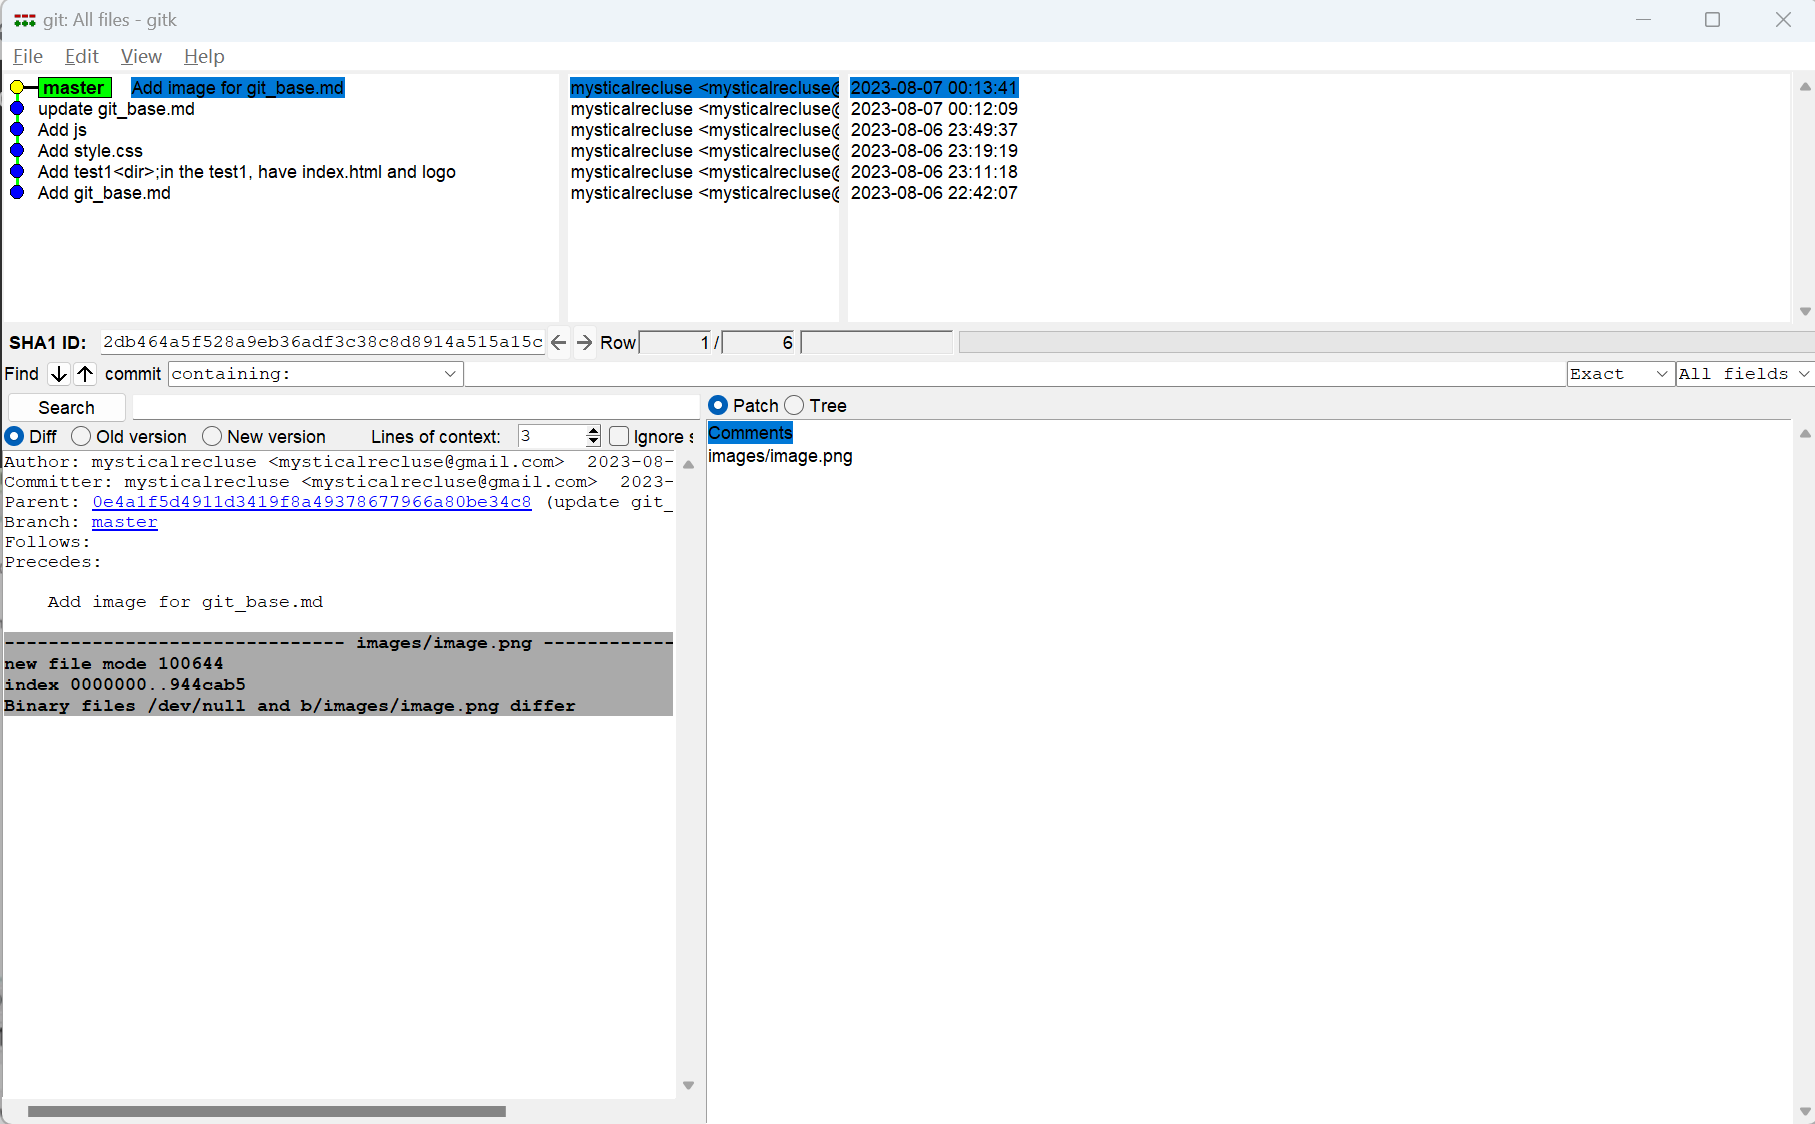 git: All files - gitk
File Edit View Help
master Add image for git_base.md mysticalrecluse <mysticalrecluse@ 2023-08-07 00:13:41
update git_base.md mysticalrecluse <mysticalrecluse@ 2023-08-07 00:12:09
Add js mysticalrecluse <mysticalrecluse@ 2023-08-06 23:49:37
Add style.css mysticalrecluse <mysticalrecluse@ 2023-08-06 23:19:19
Add test1<dir>;in the test1, have index.html and logo mysticalrecluse <mysticalrecluse@ 2023-08-06 23:11:18
Add git_base.md mysticalrecluse <mysticalrecluse@ 2023-08-06 22:42:07
SHA1 ID: 2db464a5f528a9eb36adf3c38c8d8914a515a15c ← → Row 1 / 6
Find ↓ ↑ commit containing: Exact All fields
Search
Diff Old version New version Lines of context: 3 Ignore s
Author: mysticalrecluse <mysticalrecluse@gmail.com> 2023-08-
Committer: mysticalrecluse <mysticalrecluse@gmail.com> 2023-
Parent: 0e4a1f5d4911d3419f8a49378677966a80be34c8 (update git_
Branch: master
Follows:
Precedes:
Add image for git_base.md
------------------------------- images/image.png ------------
new file mode 100644
index 0000000..944cab5
Binary files /dev/null and b/images/image.png differ
Patch Tree
Comments
images/image.png